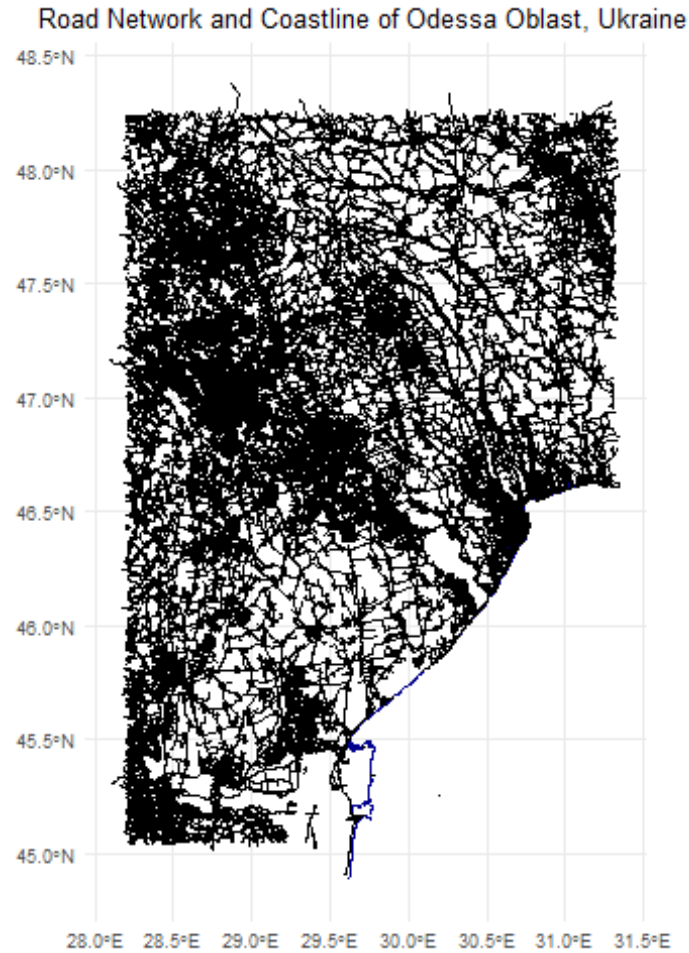 Road Network and Coastline of Odessa Oblast, Ukraine
48.5°N
48.0°N
47.5°N
47.0°N
46.5°N
46.0°N
45.5°N
45.0°N
28.0°E 28.5°E 29.0°E 29.5°E 30.0°E 30.5°E 31.0°E 31.5°E